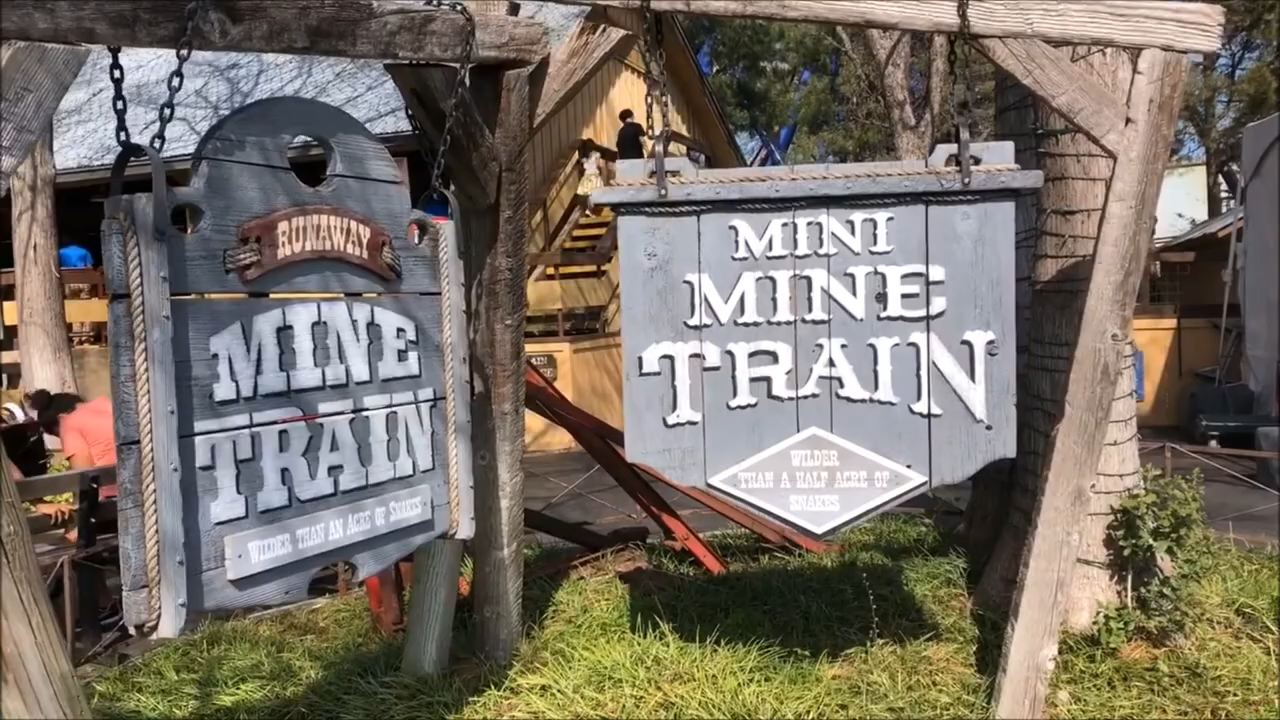 RUNAWAY
MINE
TRAIN
WILDER THAN AN ACRE OF SNAKES
MINI
MINE
TRAIN
WILDER
THAN A HALF ACRE OF
SNAKES